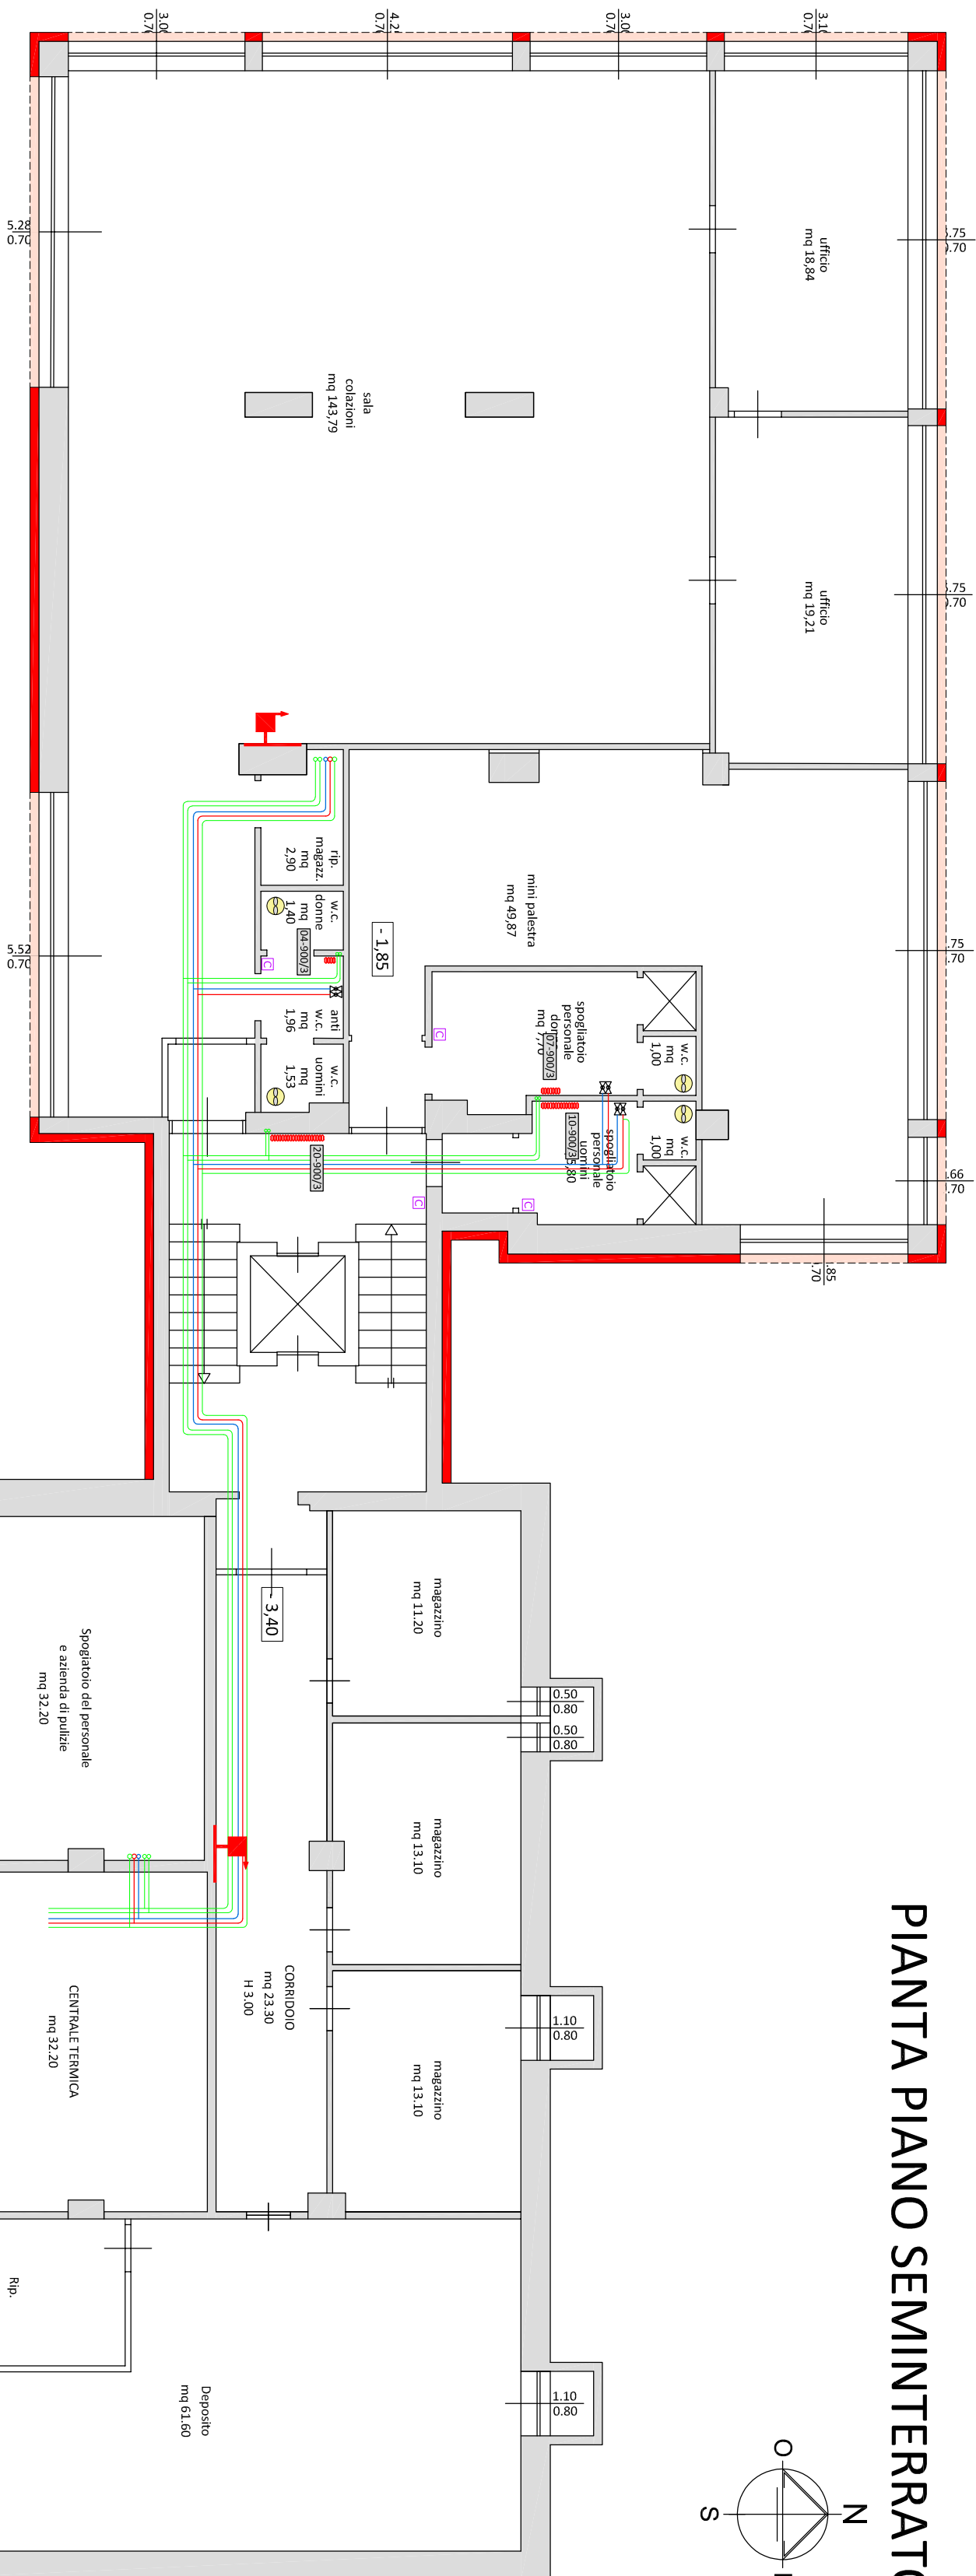 PIANTA PIANO SEMINTERRATO
N
O
S
ufficio
mq 18,84
ufficio
mq 19,21
sala
colazioni
mq 143,79
mini palestra
mq 49,87
- 1,85
rip.
magazz.
mq
2,90
w.c.
donne
mq
1,40
04-900/3
anti
w.c.
mq
1,96
w.c.
uomini
mq
1,53
20-900/3
spogliatoio
personale
mq 7,70
07-900/3
w.c.
mq
1,00
w.c.
mq
1,00
spogliatoio
personale
uomini
10-900/3
C
C
C
C
5.28
0.70
5.52
0.70
magazzino
mq 11.20
magazzino
mq 13.10
magazzino
mq 13.10
0.50
0.80
0.50
0.80
1.10
0.80
1.10
0.80
- 3,40
CORRIDOIO
mq 23.30
H 3.00
Spogiatoio del personale
e azienda di pulizie
mq 32.20
CENTRALE TERMICA
mq 32.20
Rip.
Deposito
mq 61.60